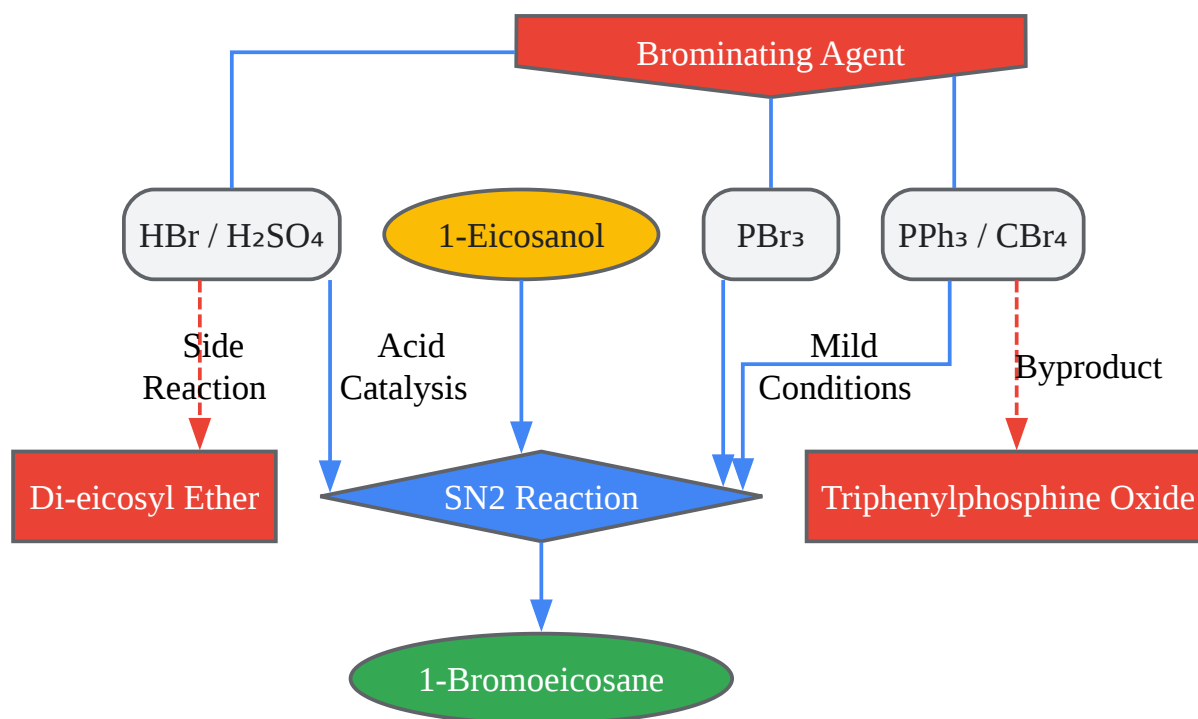 Brominating Agent
HBr / H₂SO₄
1-Eicosanol
PBr₃
PPh₃ / CBr₄
Side
Reaction
Acid
Catalysis
Mild
Conditions
Byproduct
Di-eicosyl Ether
SN2 Reaction
Triphenylphosphine Oxide
1-Bromoeicosane